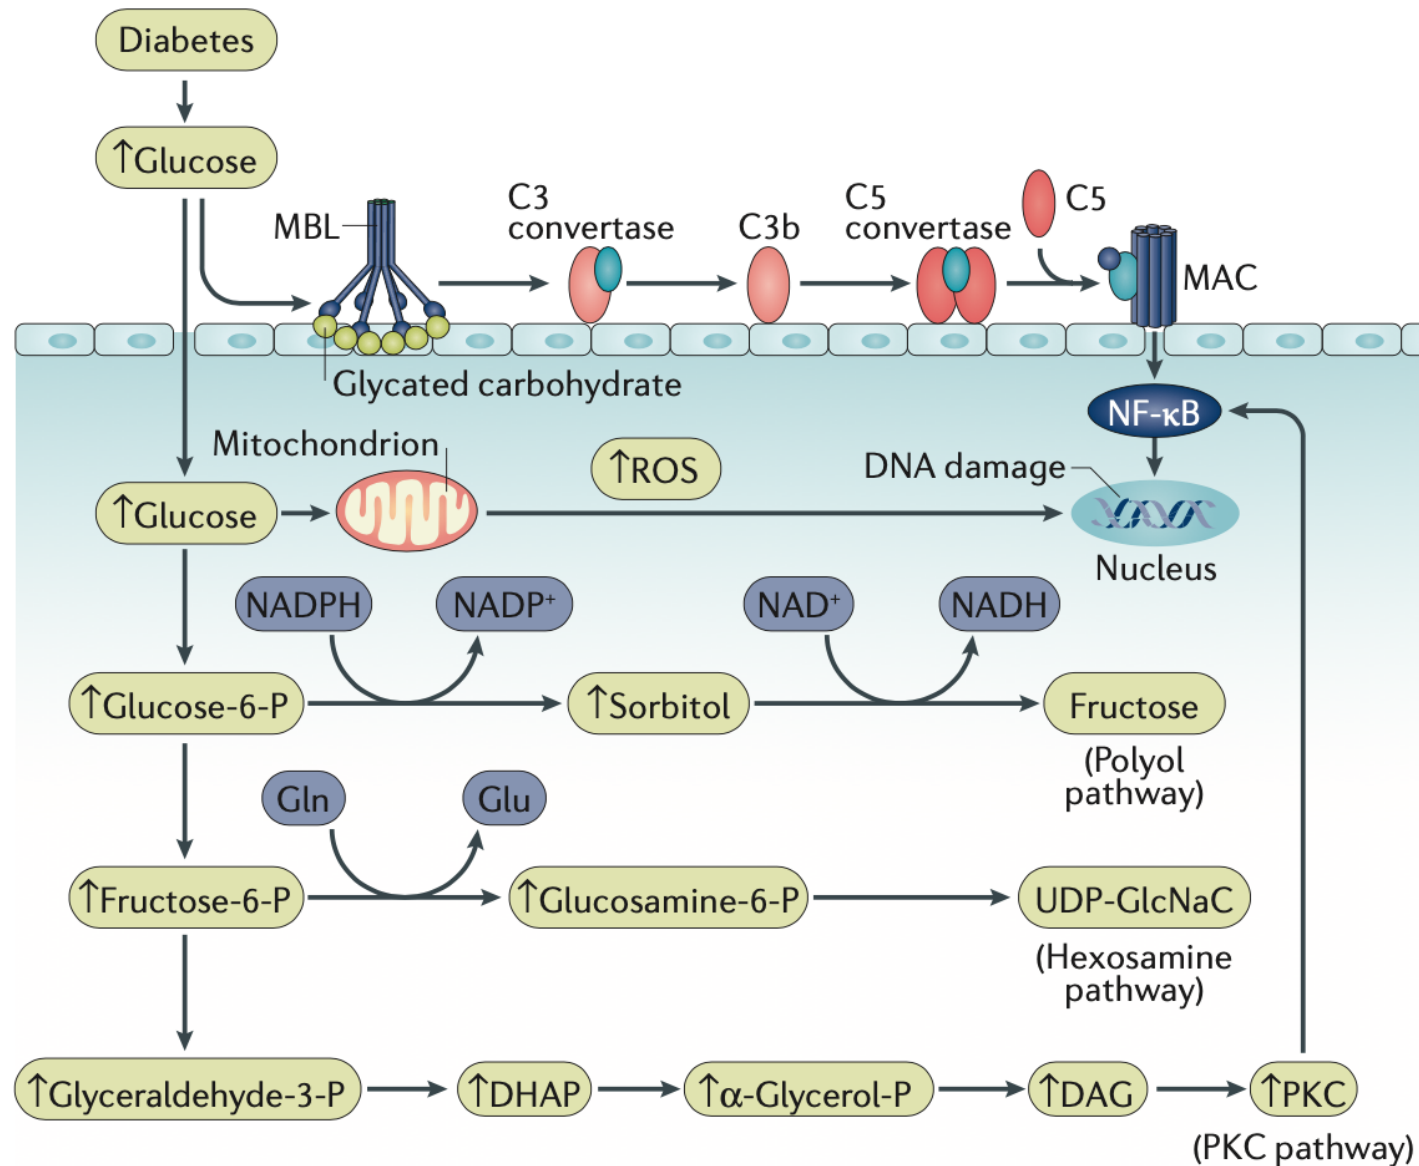 Diabetes
↑Glucose
MBL
C3
convertase
C3b
C5
convertase
C5
MAC
Glycated carbohydrate
NF-κB
Mitochondrion
↑ROS
DNA damage
↑Glucose
Nucleus
NADPH
NADP⁺
NAD⁺
NADH
↑Glucose-6-P
↑Sorbitol
Fructose
(Polyol
pathway)
Gln
Glu
↑Fructose-6-P
↑Glucosamine-6-P
UDP-GlcNaC
(Hexosamine
pathway)
↑Glyceraldehyde-3-P
↑DHAP
↑α-Glycerol-P
↑DAG
↑PKC
(PKC pathway)